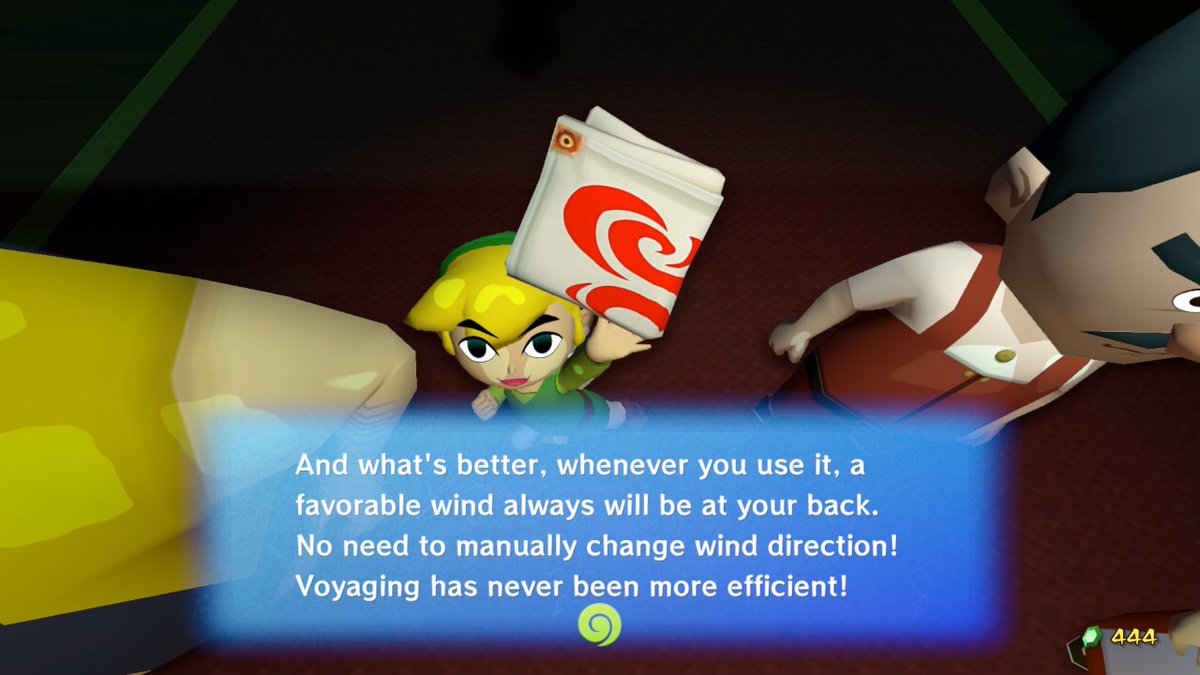 And what's better, whenever you use it, a
favorable wind always will be at your back.
No need to manually change wind direction!
Voyaging has never been more efficient!
444